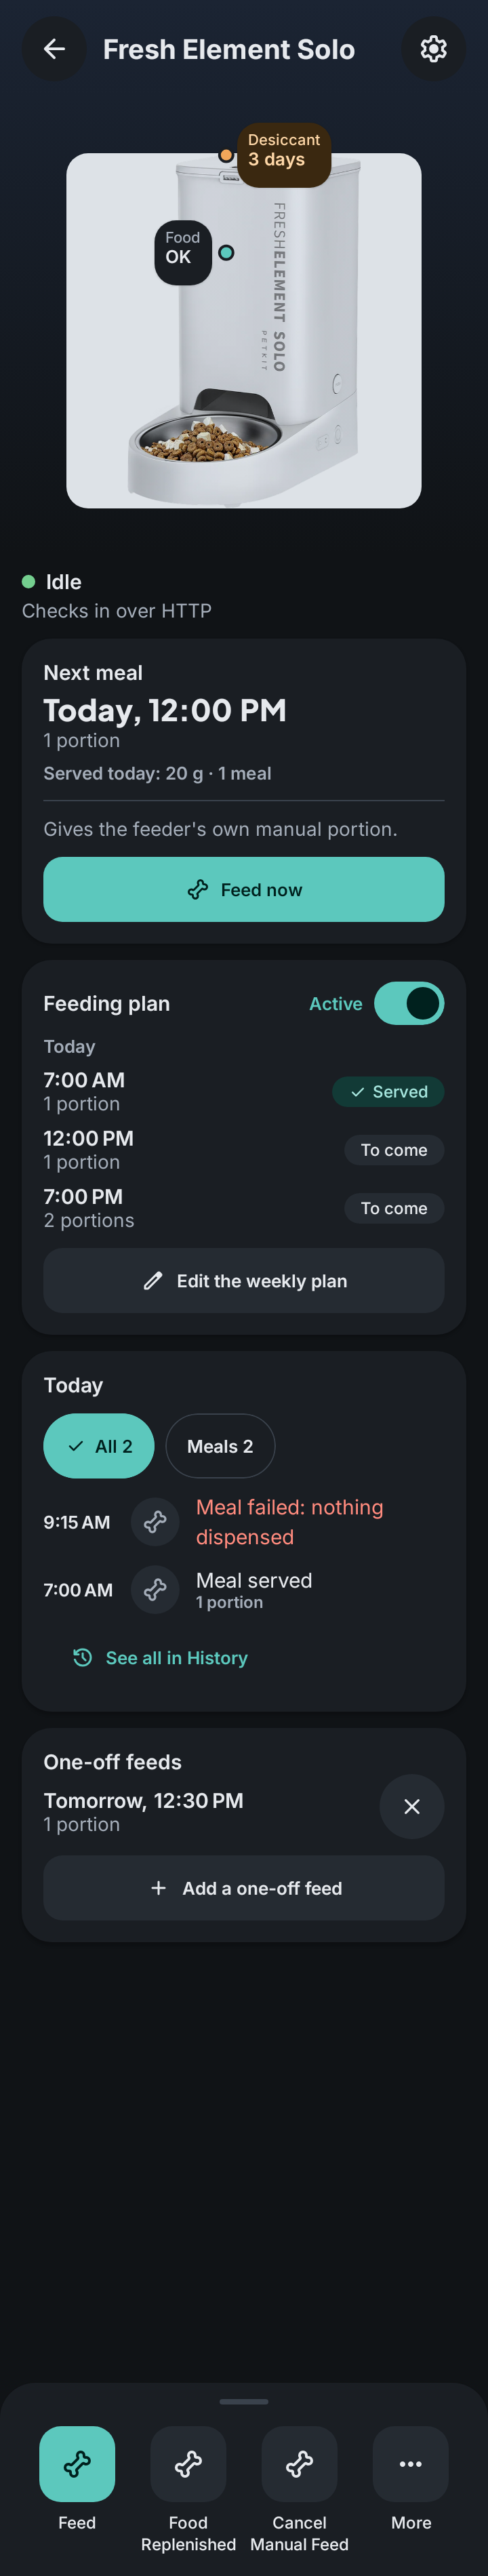 Fresh Element Solo
Desiccant
3 days
Food
OK
FRESHELEMENT SOLO
PETKIT
Idle
Checks in over HTTP
Next meal
Today, 12:00 PM
1 portion
Served today: 20 g · 1 meal
Gives the feeder's own manual portion.
Feed now
Feeding plan
Active
Today
7:00 AM
1 portion
Served
12:00 PM
1 portion
To come
7:00 PM
2 portions
To come
Edit the weekly plan
Today
All 2
Meals 2
9:15 AM
Meal failed: nothing
dispensed
7:00 AM
Meal served
1 portion
See all in History
One-off feeds
Tomorrow, 12:30 PM
1 portion
Add a one-off feed
Feed
Food
Replenished
Cancel
Manual Feed
More